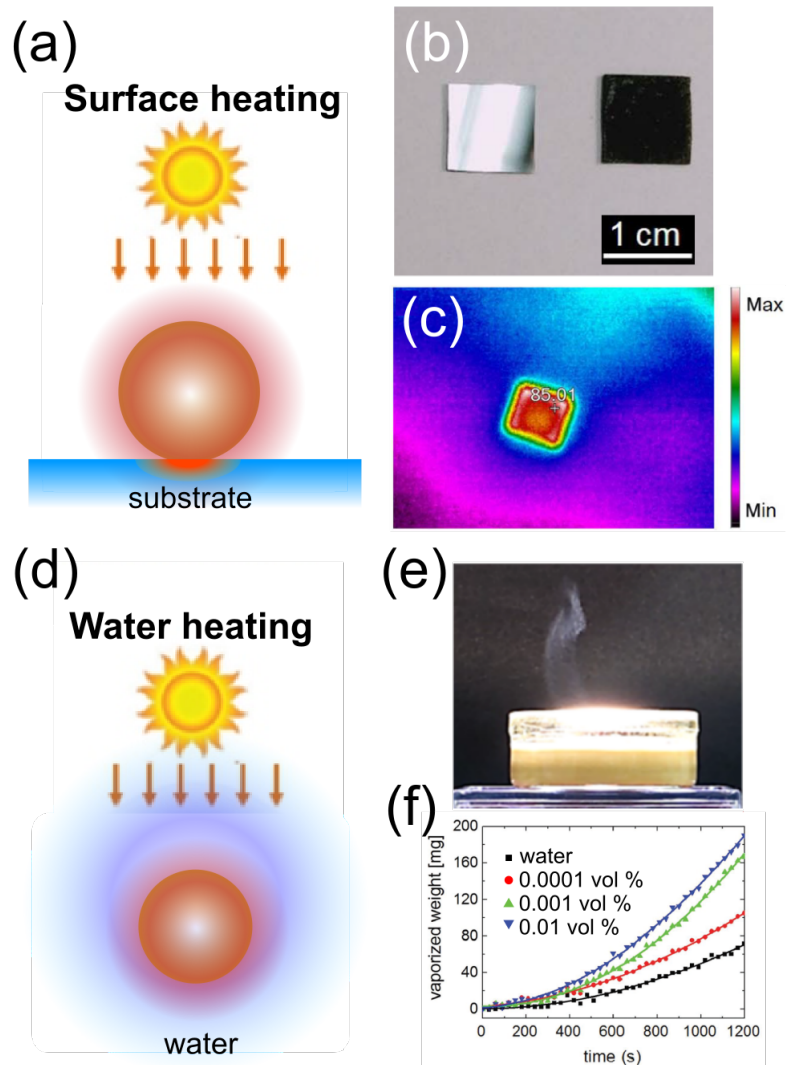 (a)
Surface heating
substrate
(b)
1 cm
(c)
85.01
Max
Min
(d)
Water heating
water
(e)
(f)
vaporized weight [mg]
200
160
120
80
40
0
water
0.0001 vol %
0.001 vol %
0.01 vol %
0 200 400 600 800 1000 1200
time (s)